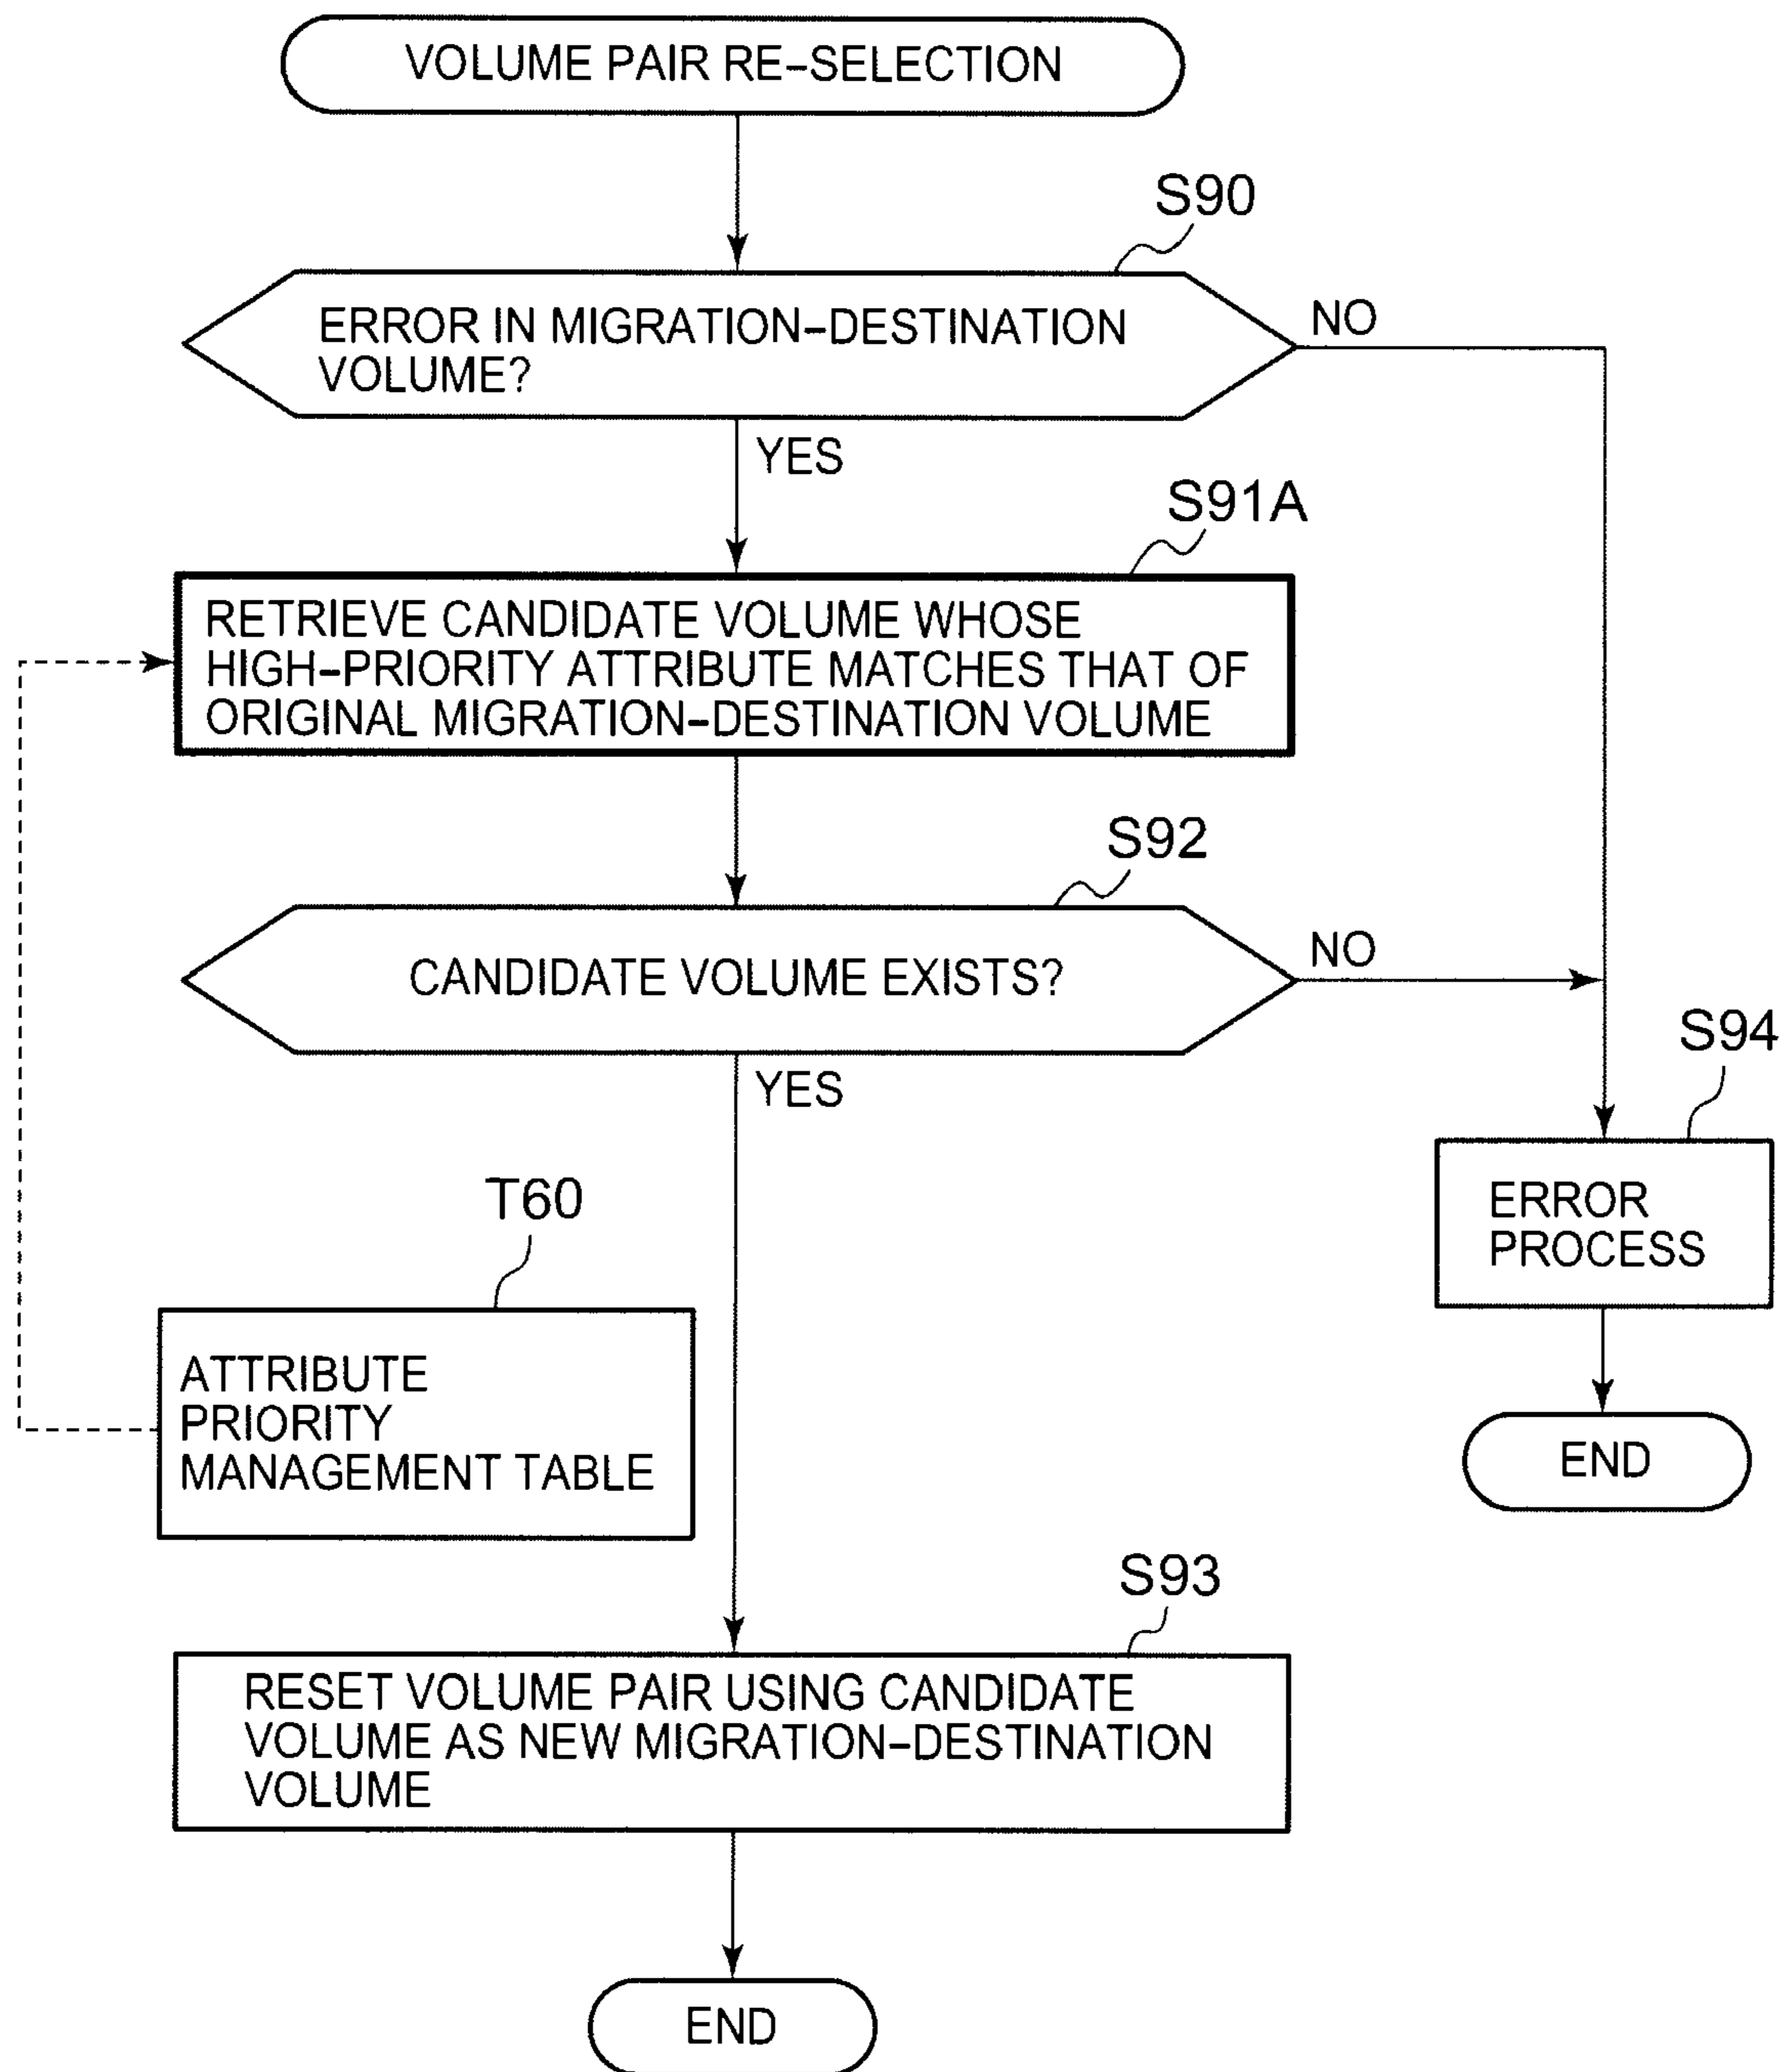 VOLUME PAIR RE-SELECTION
S90
ERROR IN MIGRATION-DESTINATION
VOLUME?
NO
YES
S91A
RETRIEVE CANDIDATE VOLUME WHOSE
HIGH-PRIORITY ATTRIBUTE MATCHES THAT OF
ORIGINAL MIGRATION-DESTINATION VOLUME
S92
CANDIDATE VOLUME EXISTS?
NO
YES
S94
ERROR
PROCESS
END
T60
ATTRIBUTE
PRIORITY
MANAGEMENT TABLE
S93
RESET VOLUME PAIR USING CANDIDATE
VOLUME AS NEW MIGRATION-DESTINATION
VOLUME
END